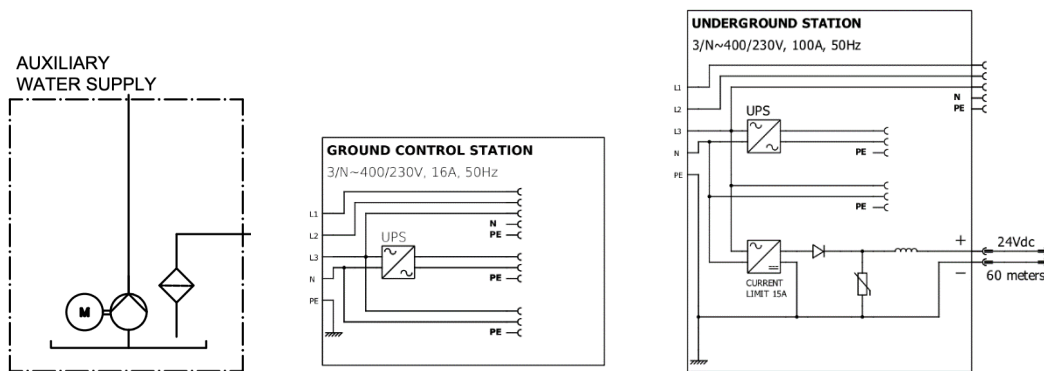 AUXILIARY
WATER SUPPLY
M
GROUND CONTROL STATION
3/N~400/230V, 16A, 50Hz
L1
N
L2
PE
UPS
L3
N
PE
PE
PE
UNDERGROUND STATION
3/N~400/230V, 100A, 50Hz
L1
N
L2
PE
UPS
L3
N
PE
PE
PE
+
24Vdc
−
60 meters
CURRENT
LIMIT 15A